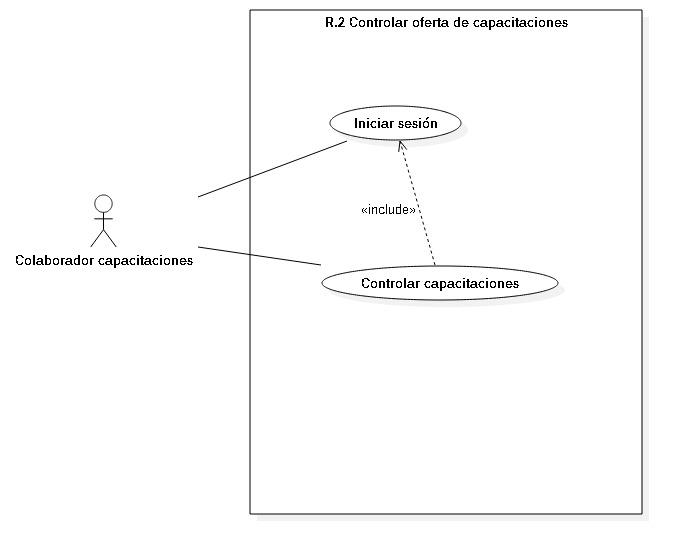 R.2 Controlar oferta de capacitaciones
Iniciar sesión
«include»
Colaborador capacitaciones
Controlar capacitaciones